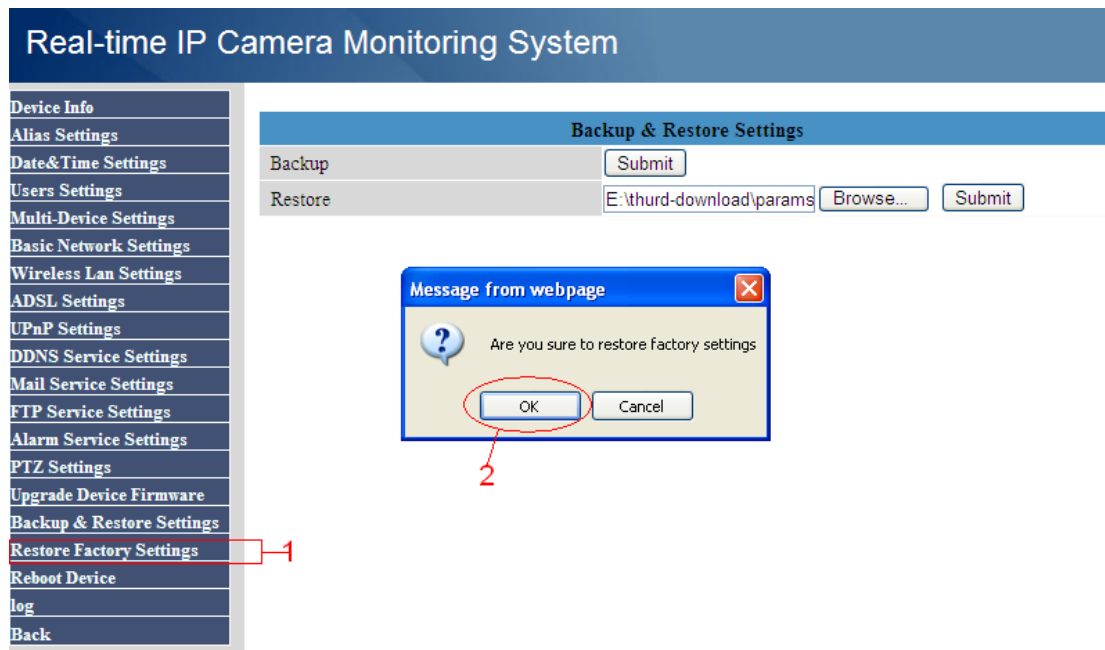 Real-time IP Camera Monitoring System
Device Info
Alias Settings
Date&Time Settings
Users Settings
Multi-Device Settings
Basic Network Settings
Wireless Lan Settings
ADSL Settings
UPnP Settings
DDNS Service Settings
Mail Service Settings
FTP Service Settings
Alarm Service Settings
PTZ Settings
Upgrade Device Firmware
Backup & Restore Settings
Restore Factory Settings
1
Reboot Device
log
Back
Backup & Restore Settings
Backup Submit
Restore E:\thurd-download\params Browse... Submit
Message from webpage
Are you sure to restore factory settings
OK Cancel
2